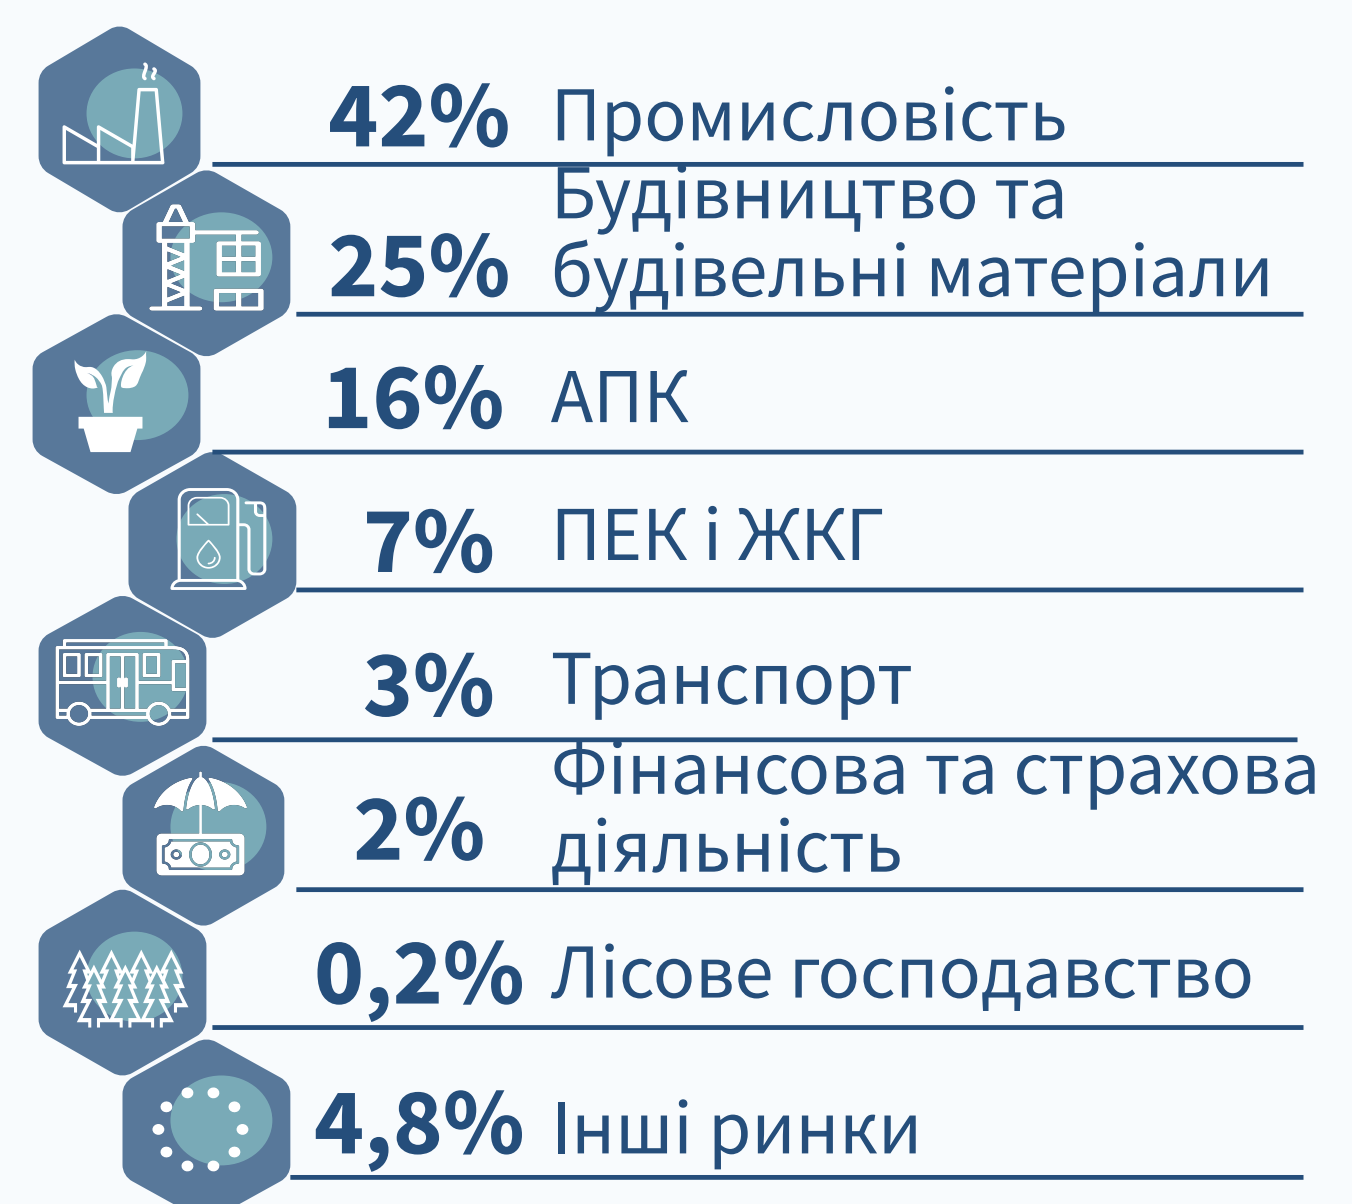 42% Промисловість
Будівництво та
25% будівельні матеріали
16% АПК
7% ПЕК і ЖКГ
3% Транспорт
Фінансова та страхова
2% діяльність
0,2% Лісове господавство
4,8% Інші ринки